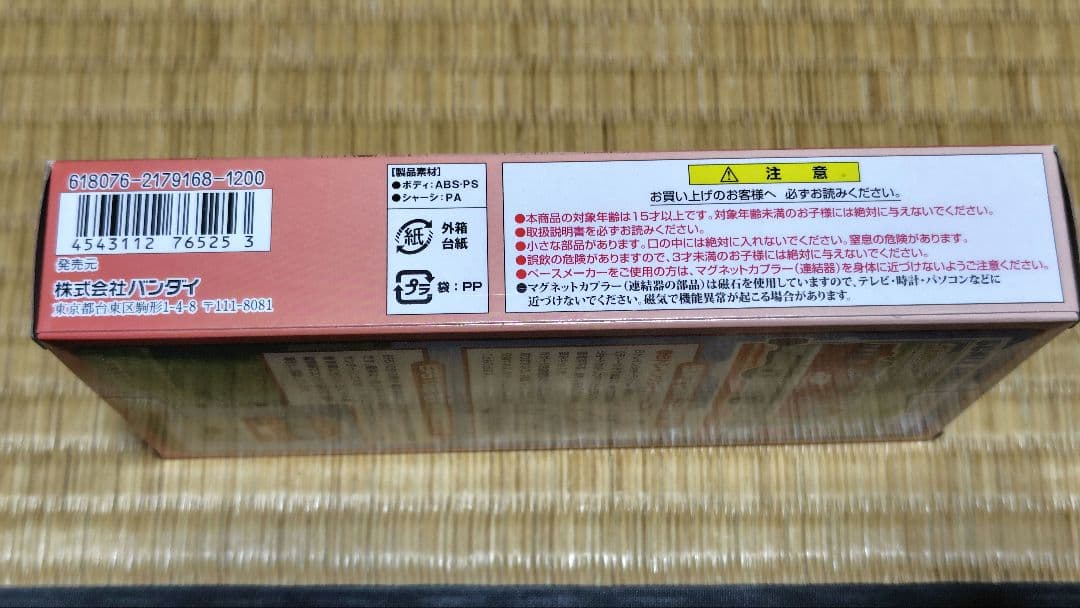 618076-2179168-1200
4543112 76525 3
発売元
株式会社バンダイ
東京都台東区駒形1-4-8 〒111-8081
[製品素材]
●ボディ:ABS・PS
●シャーシ:PA
紙
外箱
台紙
プラ
袋:PP
⚠ 注意
お買い上げのお客様へ 必ずお読みください。
●本商品の対象年齢は15才以上です。対象年齢未満のお子様には絶対に与えないでください。
●取扱説明書を必ずお読みください。
●小さな部品があります。口の中には絶対に入れないでください。窒息の危険があります。
●誤飲の危険がありますので、3才未満のお子様には絶対に与えないでください。
●ペースメーカーをご使用の方は、マグネットカプラー(連結器)を身体に近づけないようご注意ください。
●マグネットカプラー(連結器の部品)は磁石を使用していますので、テレビ・時計・パソコンなどに
近づけないでください。磁気で機能異常が起こる場合があります。